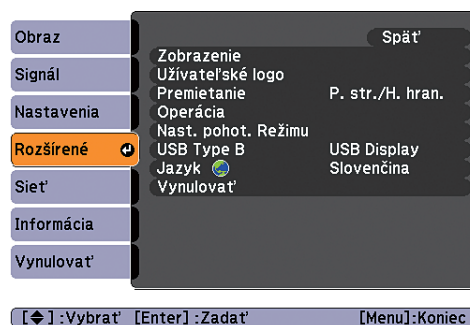 Obraz
Signál
Nastavenia
Rozšírené
Sieť
Informácia
Vynulovať
Späť
Zobrazenie
Užívateľské logo
Premietanie P. str./H. hran.
Operácia
Nast. pohot. Režimu
USB Type B USB Display
Jazyk Slovenčina
Vynulovať
[ ] :Vybrať [Enter] :Zadať [Menu]:Koniec